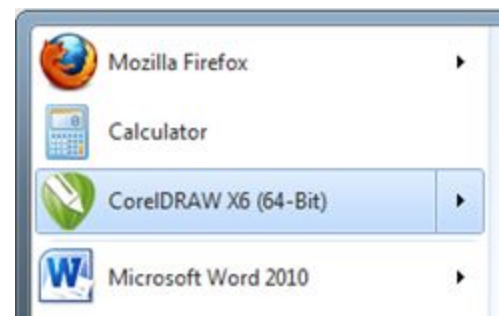 Mozilla Firefox
Calculator
CorelDRAW X6 (64-Bit)
Microsoft Word 2010